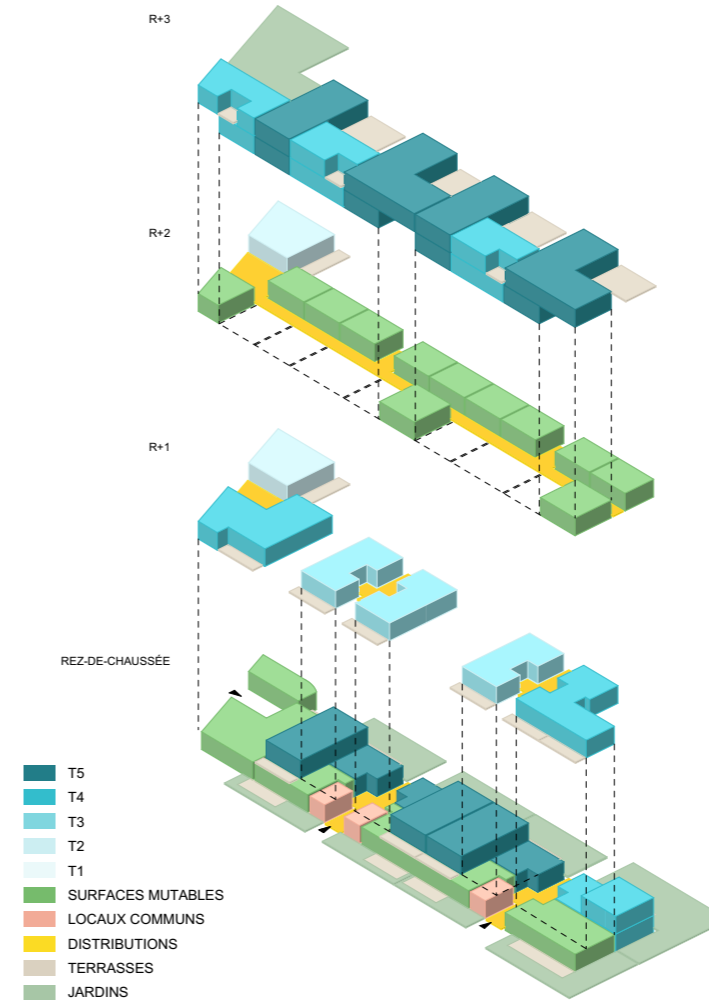 R+3
R+2
R+1
REZ-DE-CHAUSSÉE
T5
T4
T3
T2
T1
SURFACES MUTABLES
LOCAUX COMMUNS
DISTRIBUTIONS
TERRASSES
JARDINS